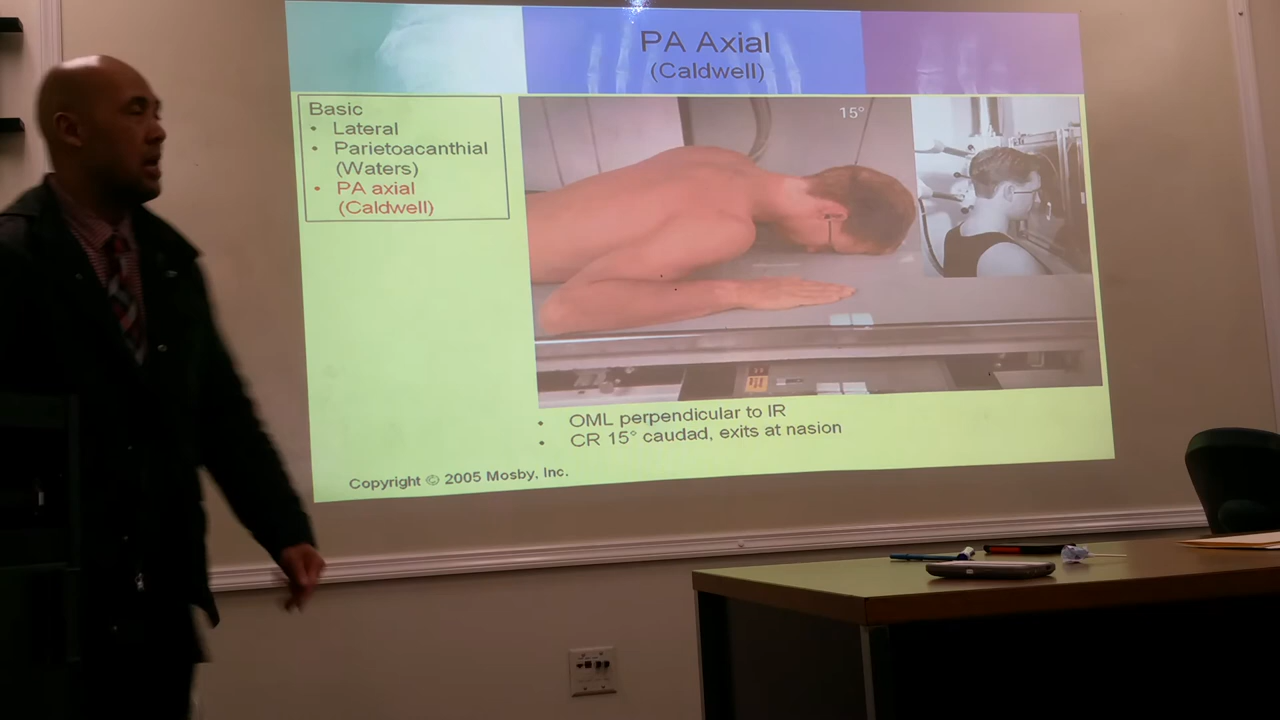 PA Axial
(Caldwell)
Basic
• Lateral
• Parietoacanthial
(Waters)
• PA axial
(Caldwell)
15°
• OML perpendicular to IR
• CR 15° caudad, exits at nasion
Copyright © 2005 Mosby, Inc.